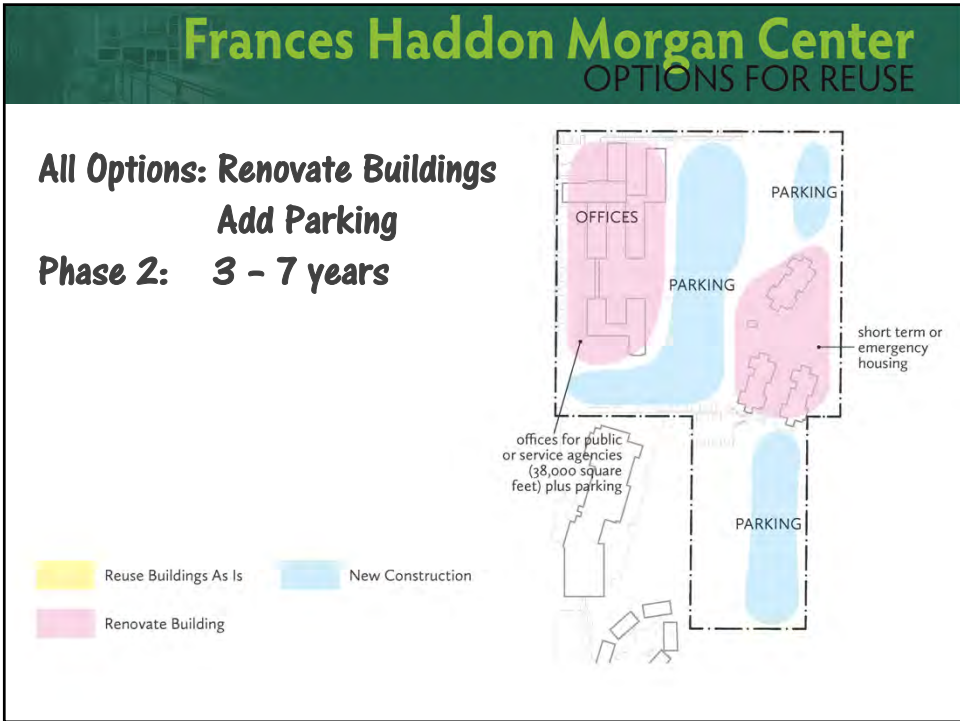 Frances Haddon Morgan Center
OPTIONS FOR REUSE
All Options: Renovate Buildings
Add Parking
Phase 2: 3 – 7 years
OFFICES
PARKING
PARKING
short term or
emergency
housing
offices for public
or service agencies
(38,000 square
feet) plus parking
PARKING
Reuse Buildings As Is
New Construction
Renovate Building